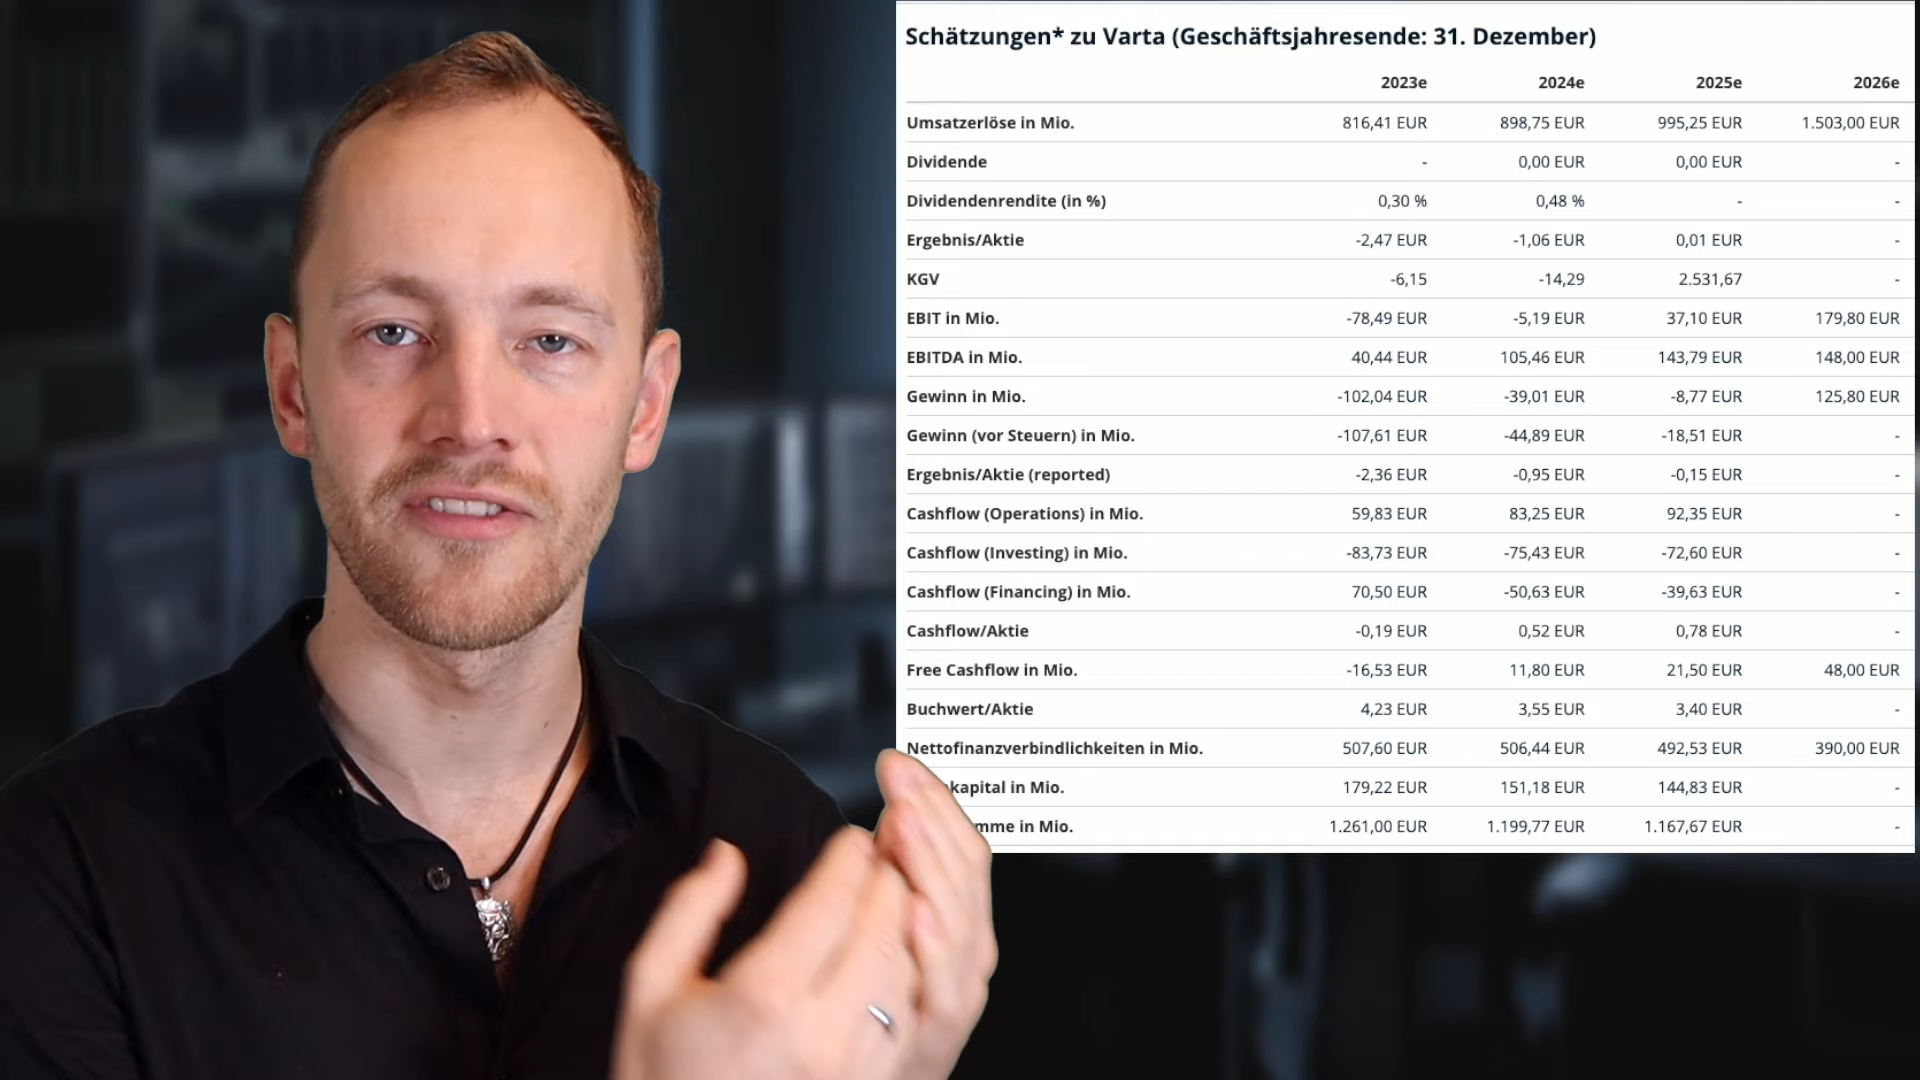 Schätzungen* zu Varta (Geschäftsjahresende: 31. Dezember)
2023e 2024e 2025e 2026e
Umsatzerlöse in Mio. 816,41 EUR 898,75 EUR 995,25 EUR 1.503,00 EUR
Dividende - 0,00 EUR 0,00 EUR -
Dividendenrendite (in %) 0,30 % 0,48 % - -
Ergebnis/Aktie -2,47 EUR -1,06 EUR 0,01 EUR -
KGV -6,15 -14,29 2.531,67 -
EBIT in Mio. -78,49 EUR -5,19 EUR 37,10 EUR 179,80 EUR
EBITDA in Mio. 40,44 EUR 105,46 EUR 143,79 EUR 148,00 EUR
Gewinn in Mio. -102,04 EUR -39,01 EUR -8,77 EUR 125,80 EUR
Gewinn (vor Steuern) in Mio. -107,61 EUR -44,89 EUR -18,51 EUR -
Ergebnis/Aktie (reported) -2,36 EUR -0,95 EUR -0,15 EUR -
Cashflow (Operations) in Mio. 59,83 EUR 83,25 EUR 92,35 EUR -
Cashflow (Investing) in Mio. -83,73 EUR -75,43 EUR -72,60 EUR -
Cashflow (Financing) in Mio. 70,50 EUR -50,63 EUR -39,63 EUR -
Cashflow/Aktie -0,19 EUR 0,52 EUR 0,78 EUR -
Free Cashflow in Mio. -16,53 EUR 11,80 EUR 21,50 EUR 48,00 EUR
Buchwert/Aktie 4,23 EUR 3,55 EUR 3,40 EUR -
Nettofinanzverbindlichkeiten in Mio. 507,60 EUR 506,44 EUR 492,53 EUR 390,00 EUR
in Mio. 179,22 EUR 151,18 EUR 144,83 EUR -
in Mio. 1.261,00 EUR 1.199,77 EUR 1.167,67 EUR -